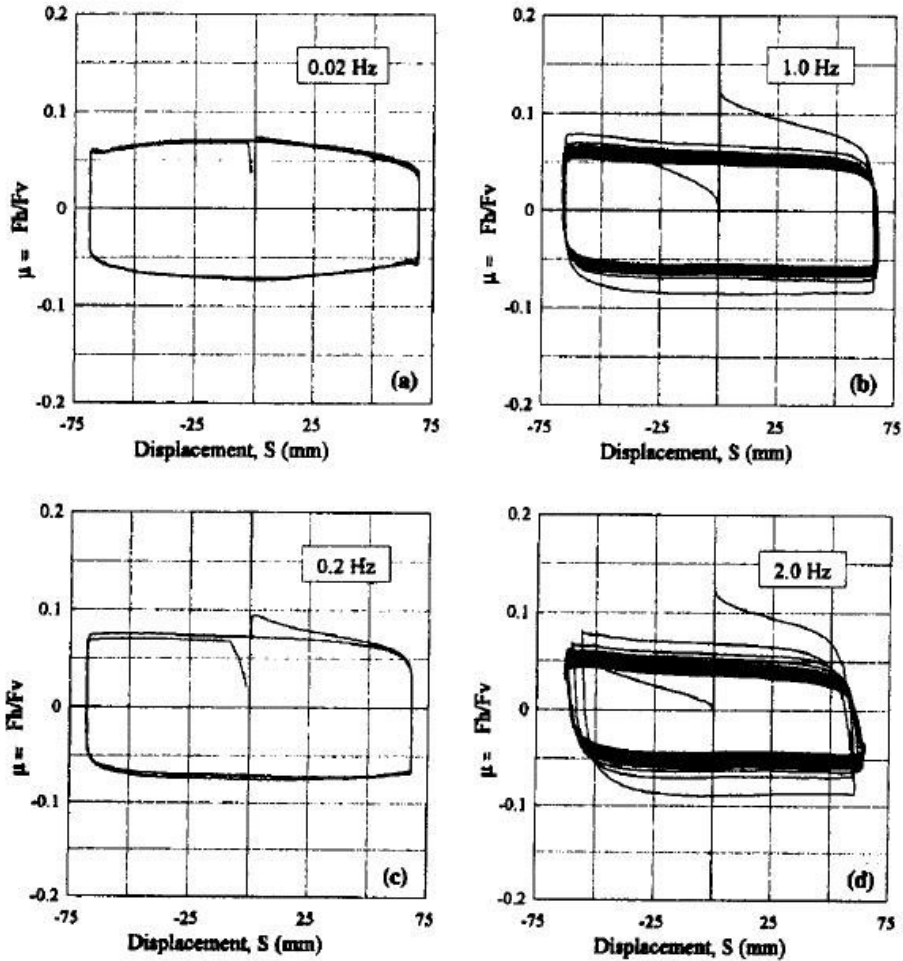 0.2
0.02 Hz
0.1
0
-0.1
-0.2
μ = Fh/Fv
(a)
-75 -25 25 75
Displacement, S (mm)
0.2
1.0 Hz
0.1
0
-0.1
-0.2
μ = Fh/Fv
(b)
-75 -25 25 75
Displacement, S (mm)
0.2
0.2 Hz
0.1
0
-0.1
-0.2
μ = Fh/Fv
(c)
-75 -25 25 75
Displacement, S (mm)
0.2
2.0 Hz
0.1
0
-0.1
-0.2
μ = Fh/Fv
(d)
-75 -25 25 75
Displacement, S (mm)